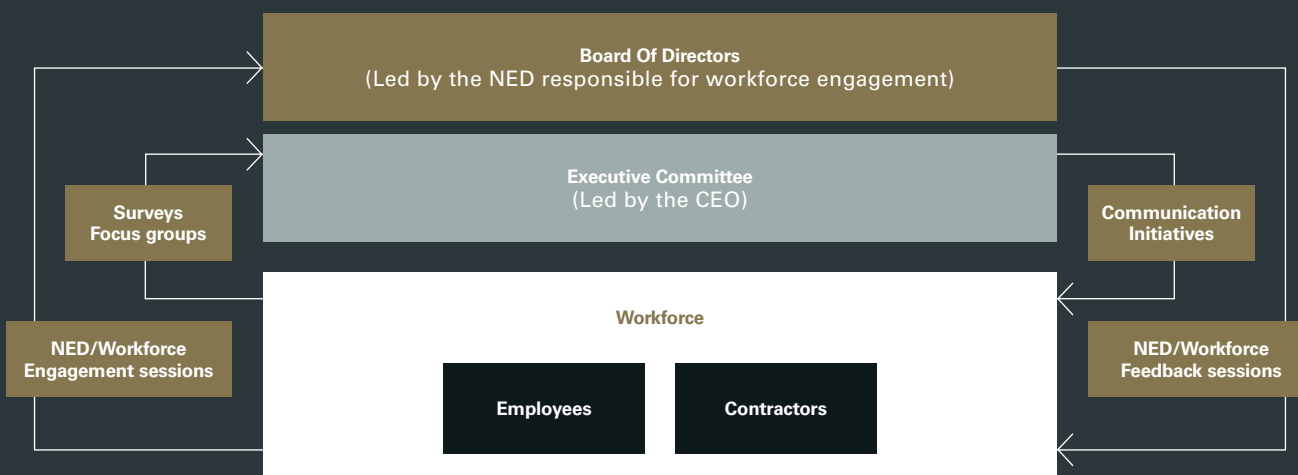 Board Of Directors
(Led by the NED responsible for workforce engagement)
Executive Committee
(Led by the CEO)
Surveys
Focus groups
Communication
Initiatives
Workforce
NED/Workforce
Engagement sessions
NED/Workforce
Feedback sessions
Employees
Contractors